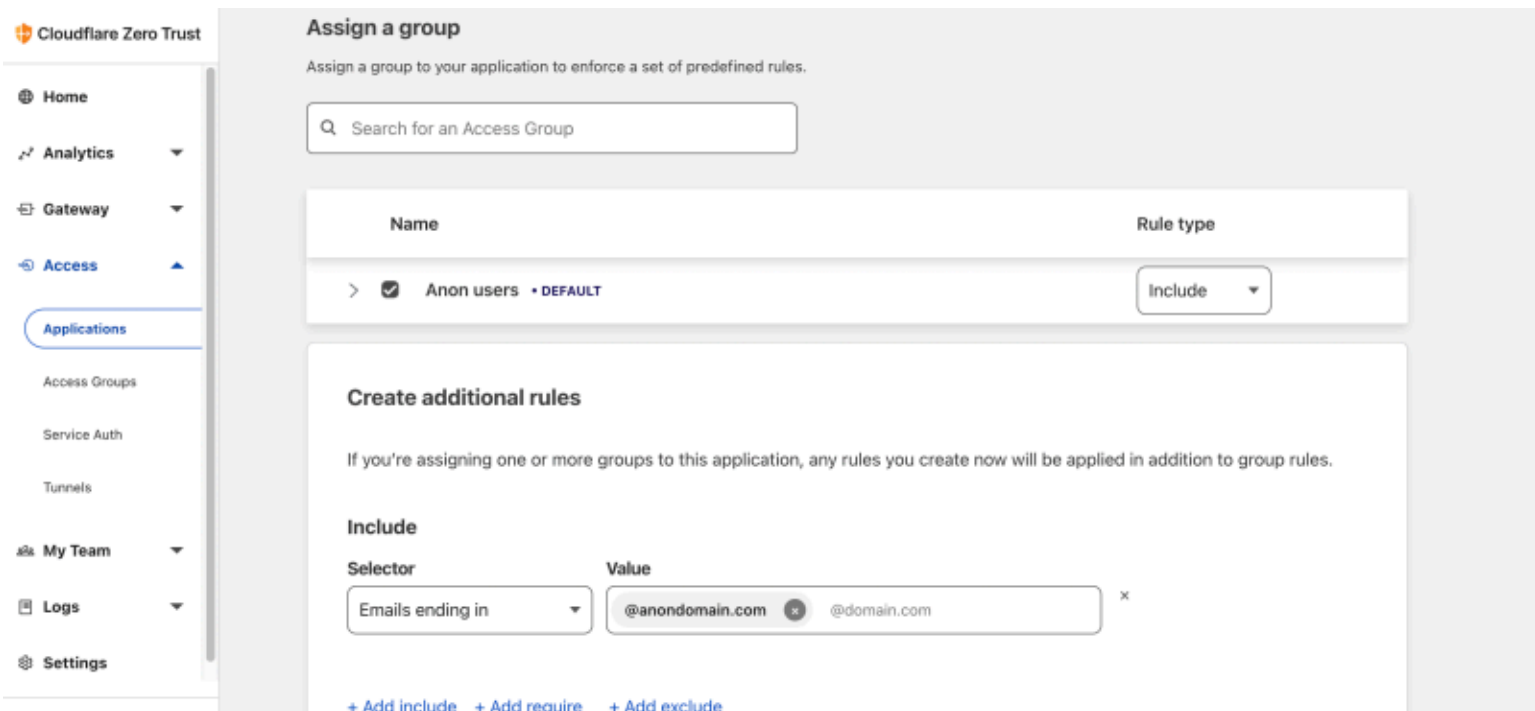 Cloudflare Zero Trust
Home
Analytics
Gateway
Access
Applications
Access Groups
Service Auth
Tunnels
My Team
Logs
Settings
Assign a group
Assign a group to your application to enforce a set of predefined rules.
Search for an Access Group
Name Rule type
Anon users • DEFAULT Include
Create additional rules
If you're assigning one or more groups to this application, any rules you create now will be applied in addition to group rules.
Include
Selector Value
Emails ending in @anondomain.com × @domain.com ×
+ Add include + Add require + Add exclude